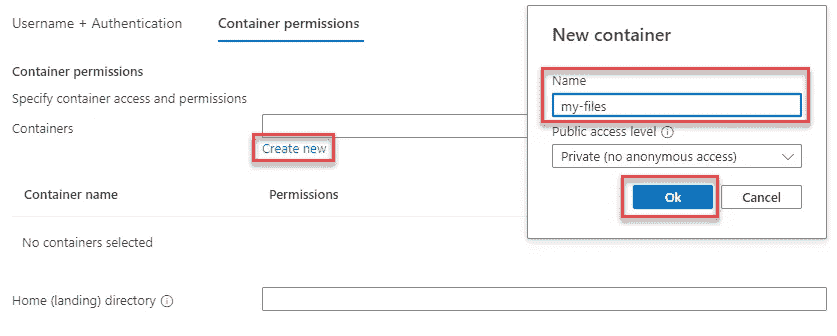 Username + Authentication
Container permissions
Container permissions
Specify container access and permissions
Containers
Create new
Container name
Permissions
No containers selected
Home (landing) directory
New container
Name
my-files
Public access level
Private (no anonymous access)
Ok
Cancel